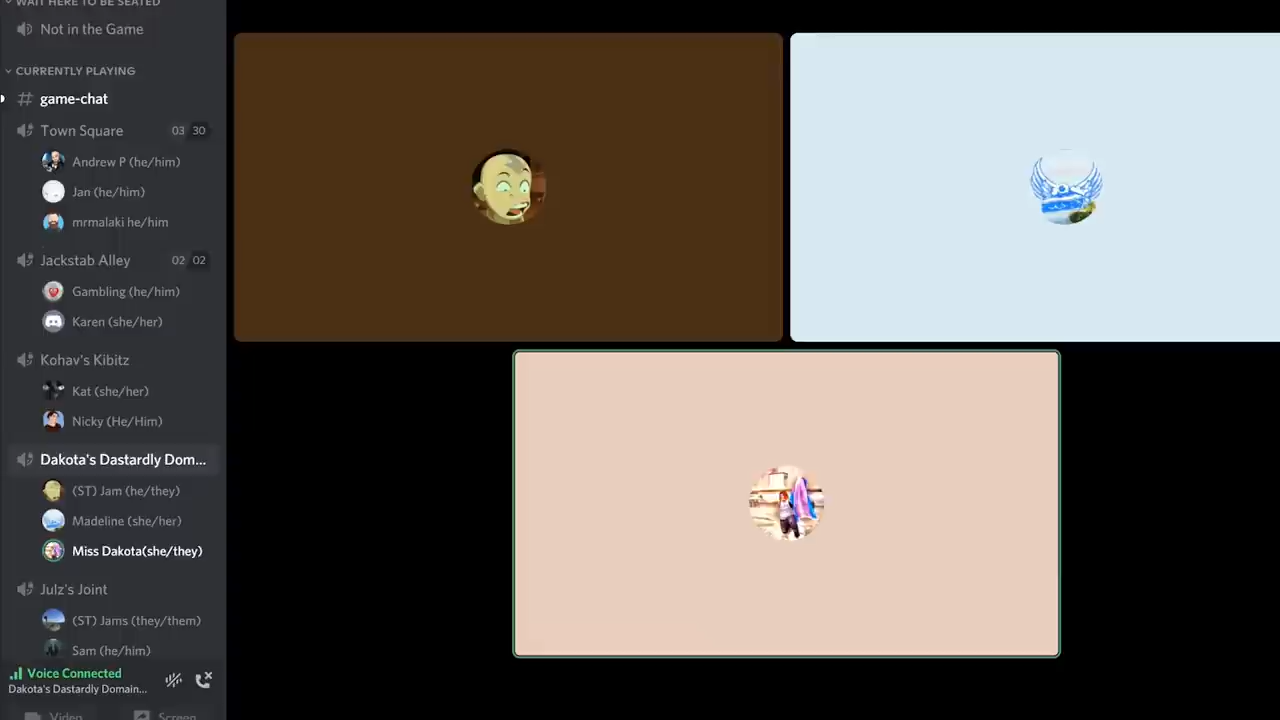 WAIT HERE TO BE SEATED
Not in the Game
CURRENTLY PLAYING
game-chat
Town Square 03 30
Andrew P (he/him)
Jan (he/him)
mrmalaki he/him
Jackstab Alley 02 02
Gambling (he/him)
Karen (she/her)
Kohav's Kibitz
Kat (she/her)
Nicky (He/Him)
Dakota's Dastardly Dom...
(ST) Jam (he/they)
Madeline (she/her)
Miss Dakota(she/they)
Julz's Joint
(ST) Jams (they/them)
Sam (he/him)
Voice Connected
Dakota's Dastardly Domain...
Video Screen